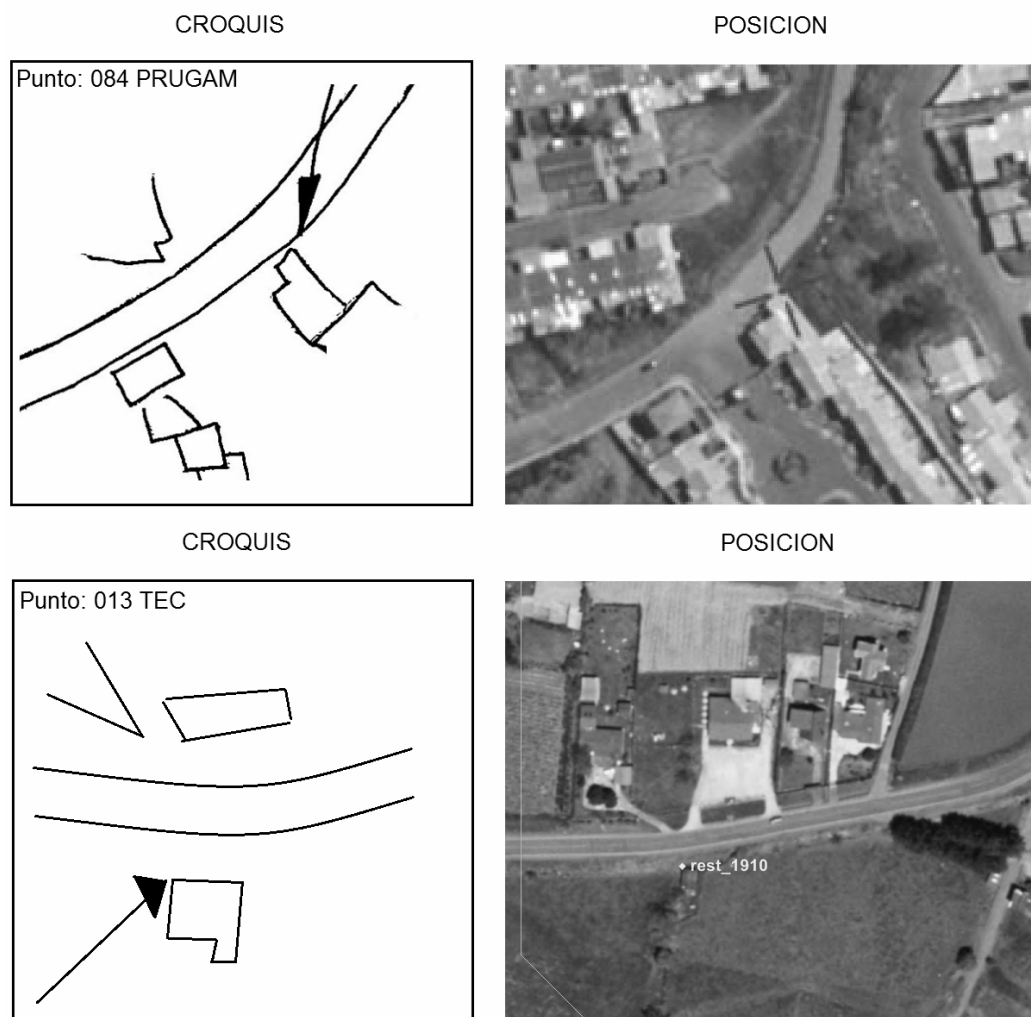 CROQUIS
POSICION
Punto: 084 PRUGAM
CROQUIS
POSICION
Punto: 013 TEC
rest_1910